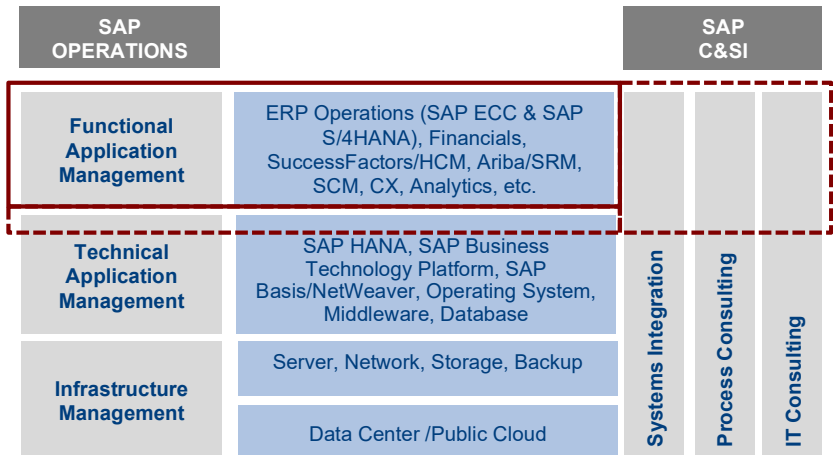 SAP
OPERATIONS
SAP
C&SI
Functional
Application
Management
ERP Operations (SAP ECC & SAP
S/4HANA), Financials,
SuccessFactors/HCM, Ariba/SRM,
SCM, CX, Analytics, etc.
Technical
Application
Management
SAP HANA, SAP Business
Technology Platform, SAP
Basis/NetWeaver, Operating System,
Middleware, Database
Infrastructure
Management
Server, Network, Storage, Backup
Data Center /Public Cloud
Systems Integration
Process Consulting
IT Consulting